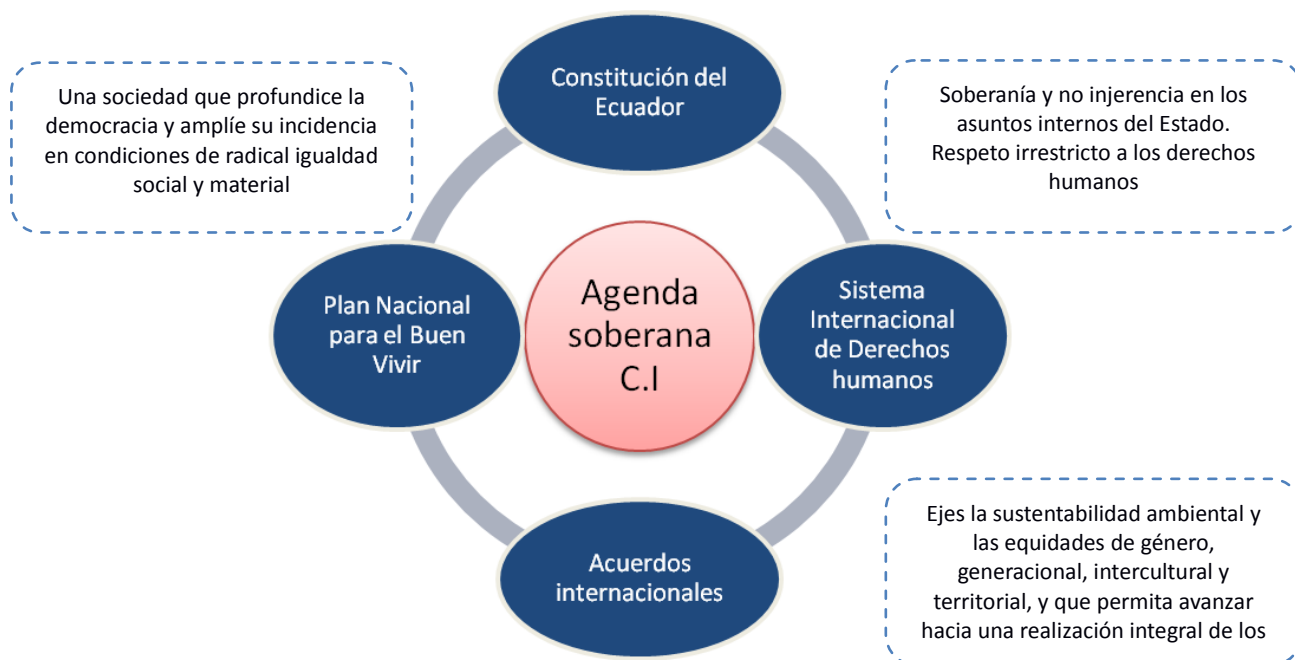 Constitución del
Ecuador
Una sociedad que profundice la
democracia y amplíe su incidencia
en condiciones de radical igualdad
social y material
Soberanía y no injerencia en los
asuntos internos del Estado.
Respeto irrestricto a los derechos
humanos
Plan Nacional
para el Buen
Vivir
Agenda
soberana
C.I
Sistema
Internacional
de Derechos
humanos
Acuerdos
internacionales
Ejes la sustentabilidad ambiental y
las equidades de género,
generacional, intercultural y
territorial, y que permita avanzar
hacia una realización integral de los